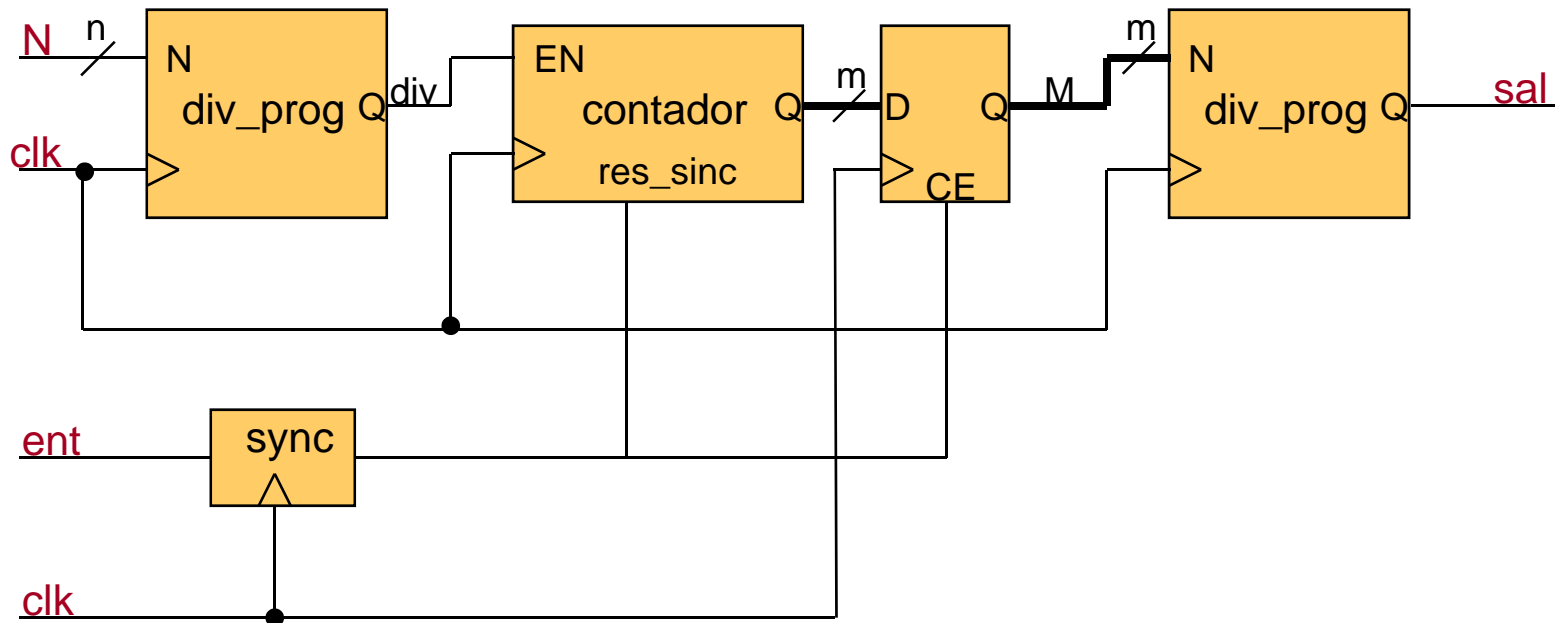 N
n
N
div_prog
Q
div
clk
EN
contador
Q
res_sinc
m
D
Q
CE
M
m
N
div_prog
Q
sal
ent
sync
clk